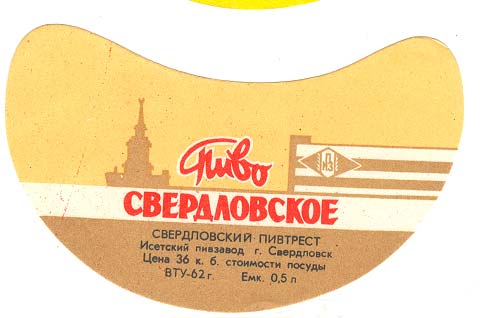 Пиво
СВЕРДЛОВСКОЕ
СВЕРДЛОВСКИЙ ПИВТРЕСТ
Исетский пивзавод г. Свердловск
Цена 36 к. б. стоимости посуды
ВТУ-62 г. Емк. 0,5 л